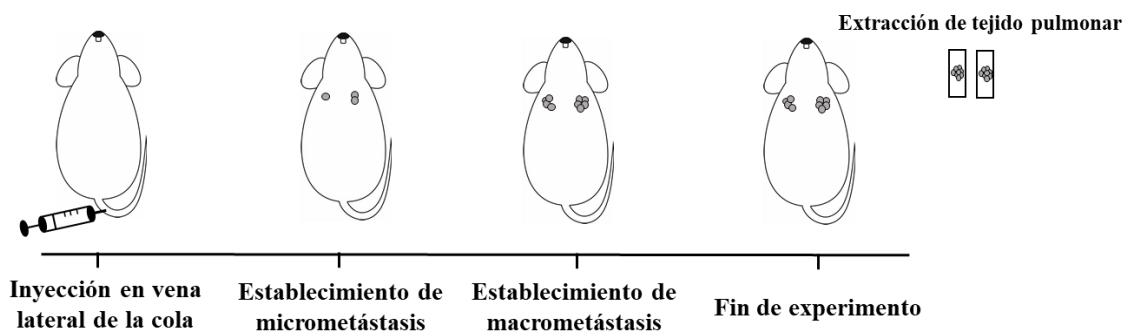 Extracción de tejido pulmonar
Inyección en vena
lateral de la cola
Establecimiento de
micrometástasis
Establecimiento de
macrometástasis
Fin de experimento